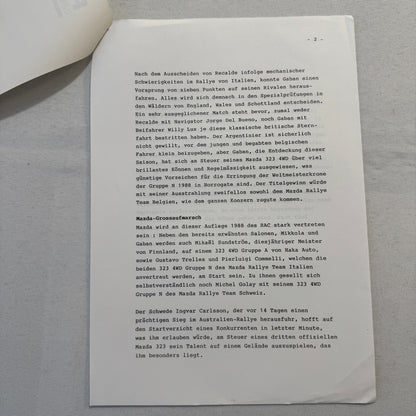 - 2 -
Nach dem Ausscheiden von Recalde infolge mechanischer
Schwierigkeiten im Rallye von Italien, konnte Gaban einen
Vorsprung von sieben Punkten auf seinen Rivalen heraus-
fahren. Alles wird sich demnach in den Spezialprüfungen in
den Wäldern von England, Wales und Schottland entscheiden.
Ein sehr ausgeglichener Match steht bevor, zumal weder
Recalde mit Navigator Jorge Del Bueno, noch Gaban mit
Beifahrer Willy Lux je diese klassische britische Stern-
fahrt bestritten haben. Der Argentinier ist sicherlich
nicht gewillt, vor dem jungen und begabten belgischen
Fahrer klein beizugeben, aber Gaban, die Entdeckung dieser
Saison, hat sich am Steuer seines Mazda 323 4WD über viel
brillantes Können und Regelmässigkeit ausgewiesen, was
günstige Vorzeichen für die Erringung der Weltmeisterkrone
der Gruppe N 1988 in Horrogate sind. Der Titelgewinn würde
mit seiner Ausstrahlung zweifellos sowohl dem Mazda Rallye
Team Belgien, wie dem ganzen Konzern zugute kommen.
Mazda-Grossaufmarsch
Mazda wird an dieser Auflage 1988 des RAC stark vertreten
sein : Neben den bereits erwähnten Salonen, Mikkola und
Gaban werden auch Mikaël Sundström, diesjähriger Meister
von Finnland, auf einem 323 4WD Gruppe A von Naka Auto,
sowie Gustavo Trelles und Pierluigi Commelli, welchen die
beiden 323 4WD Gruppe A des Mazda Rallye Team Italien
anvertraut werden, am Start sein. Zu ihnen gesellt sich
selbstverständlich noch Michel Golay mit seinem 323 4WD
Gruppe N des Mazda Rallye Team Schweiz.
Der Schwede Ingvar Carlsson, der vor 14 Tagen einen
prächtigen Sieg im Australien-Rallye herausfuhr, hofft auf
den Startverzicht eines Konkurrenten in letzter Minute,
was ihm erlauben würde, am Steuer eines dritten offiziellen
Mazda 323 sein Talent auf einem Gelände auszuspielen, das
ihm besonders liegt.